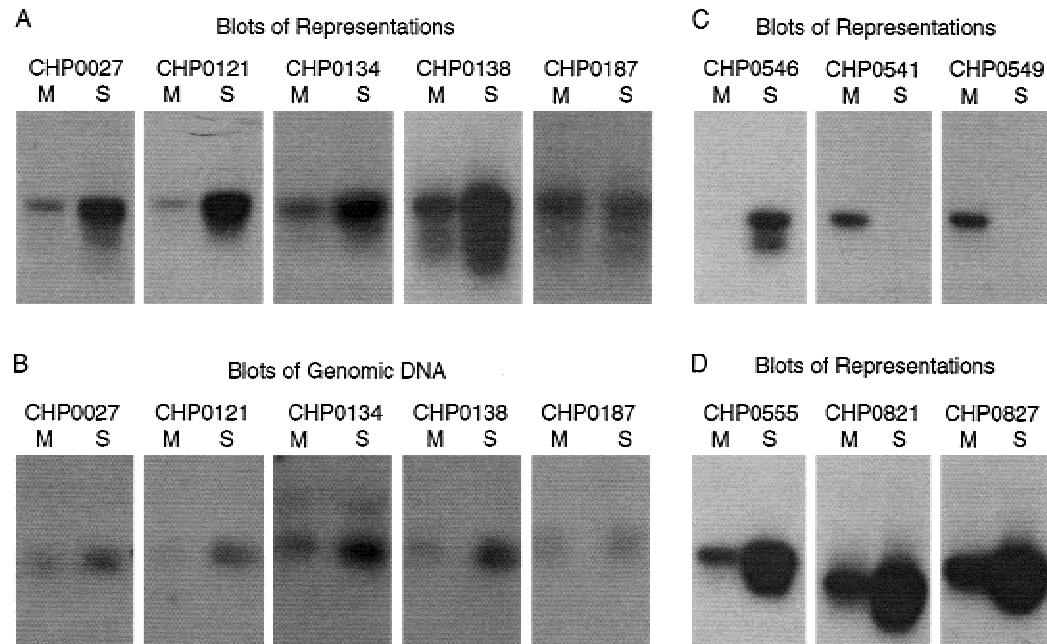 A
Blots of Representations
CHP0027 CHP0121 CHP0134 CHP0138 CHP0187
M S M S M S M S M S
C
Blots of Representations
CHP0546 CHP0541 CHP0549
M S M S M S
B
Blots of Genomic DNA
CHP0027 CHP0121 CHP0134 CHP0138 CHP0187
M S M S M S M S M S
D
Blots of Representations
CHP0555 CHP0821 CHP0827
M S M S M S